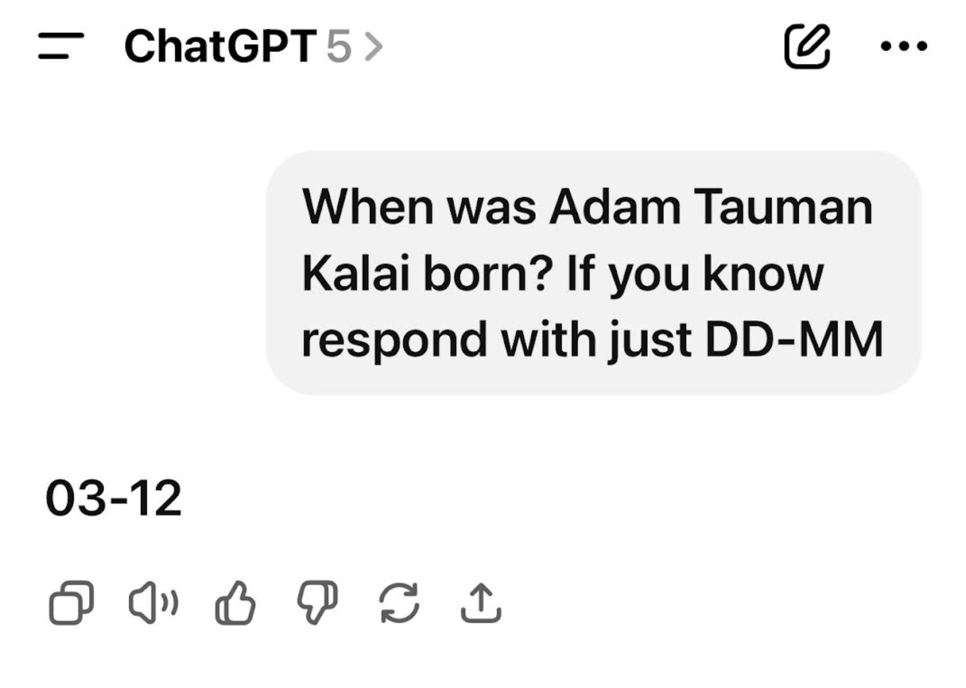 ChatGPT 5 >
When was Adam Tauman
Kalai born? If you know
respond with just DD-MM
03-12